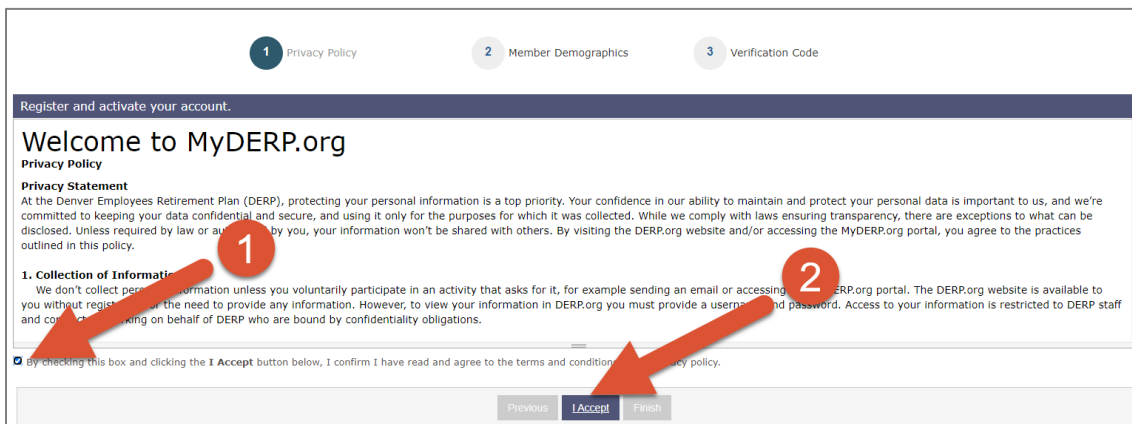 1 Privacy Policy 2 Member Demographics 3 Verification Code
Register and activate your account.
Welcome to MyDERP.org
Privacy Policy
Privacy Statement
At the Denver Employees Retirement Plan (DERP), protecting your personal information is a top priority. Your confidence in our ability to maintain and protect your personal data is important to us, and we're
committed to keeping your data confidential and secure, and using it only for the purposes for which it was collected. While we comply with laws ensuring transparency, there are exceptions to what can be
disclosed. Unless required by law or by you, your information won't be shared with others. By visiting the DERP.org website and/or accessing the MyDERP.org portal, you agree to the practices
outlined in this policy.
1
2
1. Collection of Information
We don't collect information unless you voluntarily participate in an activity that asks for it, for example sending an email or accessing DERP.org portal. The DERP.org website is available to
you without the need to provide any information. However, to view your information in DERP.org you must provide a and password. Access to your information is restricted to DERP staff
and on behalf of DERP who are bound by confidentiality obligations.
By checking this box and clicking the I Accept button below, I confirm I have read and agree to the terms and conditions policy.
Previous I Accept Finish